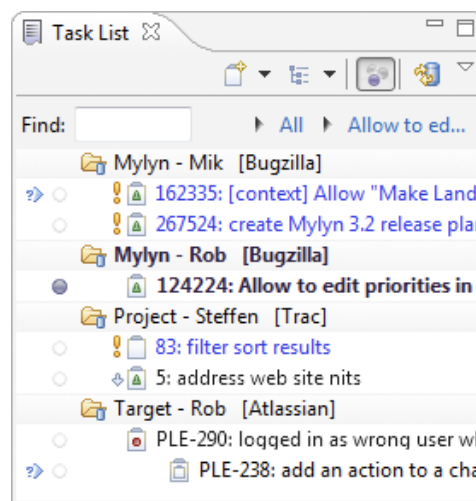 Task List
Find: All Allow to ed...
Mylyn - Mik [Bugzilla]
162335: [context] Allow "Make Land
267524: create Mylyn 3.2 release pla
Mylyn - Rob [Bugzilla]
124224: Allow to edit priorities in
Project - Steffen [Trac]
83: filter sort results
5: address web site nits
Target - Rob [Atlassian]
PLE-290: logged in as wrong user w
PLE-238: add an action to a cha